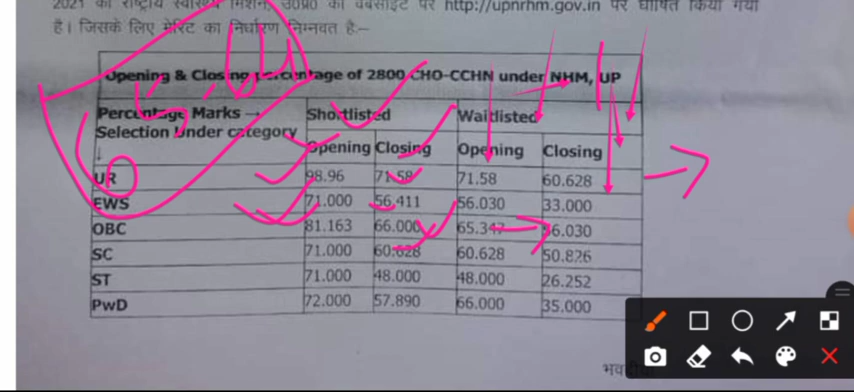 2021 को राष्ट्रीय स्वास्थ्य मिशन, उ0प्र0 की वेबसाइट पर http://upnrhm.gov.in पर घोषित किया गया
है। जिसके लिए मेरिट का निर्धारण निम्नवत है:–
Opening & Closing percentage of 2800 CHO-CCHN under NHM, UP
Percentage Marks → Shortlisted Waitlisted
Selection Under category
↓ Opening Closing Opening Closing
UR 98.96 71.58 71.58 60.628
EWS 71.000 56.411 56.030 33.000
OBC 81.163 66.000 65.347 56.030
SC 71.000 60.628 60.628 50.826
ST 71.000 48.000 48.000 26.252
PwD 72.000 57.890 66.000 35.000